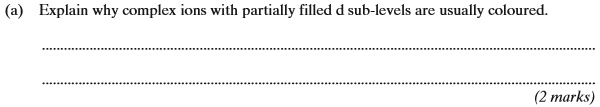 (a) Explain why complex ions with partially filled d sub-levels are usually coloured.
(2 marks)